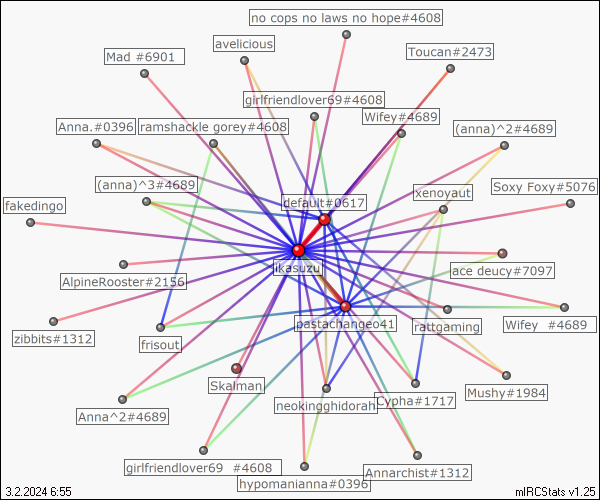 no cops no laws no hope#4608
avelicious
Mad #6901
Toucan#2473
girlfriendlover69#4608
Wifey#4689
Anna.#0396
ramshackle gorey#4608
(anna)^2#4689
(anna)^3#4689
xenoyaut
Soxy Foxy#5076
default#0617
fakedingo
likasuzu
ace deucy#7097
AlpineRooster#2156
pastachangeo41
rattgaming
Wifey #4689
zibbits#1312
frisout
Skalman
Mushy#1984
neokingghidorah
Cypha#1717
Anna^2#4689
girlfriendlover69 #4608
Annarchist#1312
hypomanianna#0396
3.2.2024 6:55
mIRCStats v1.25